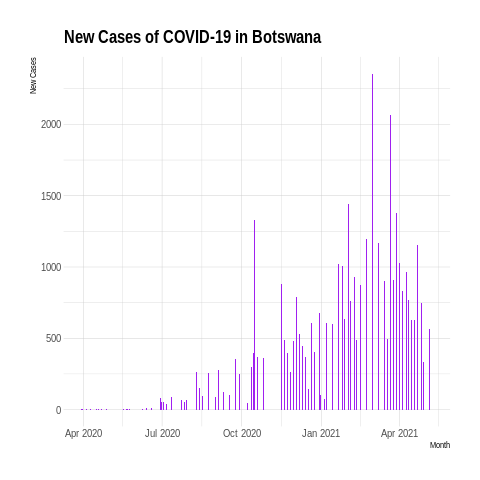 New Cases of COVID-19 in Botswana
New Cases
2000
1500
1000
500
0
Apr 2020 Jul 2020 Oct 2020 Jan 2021 Apr 2021
Month